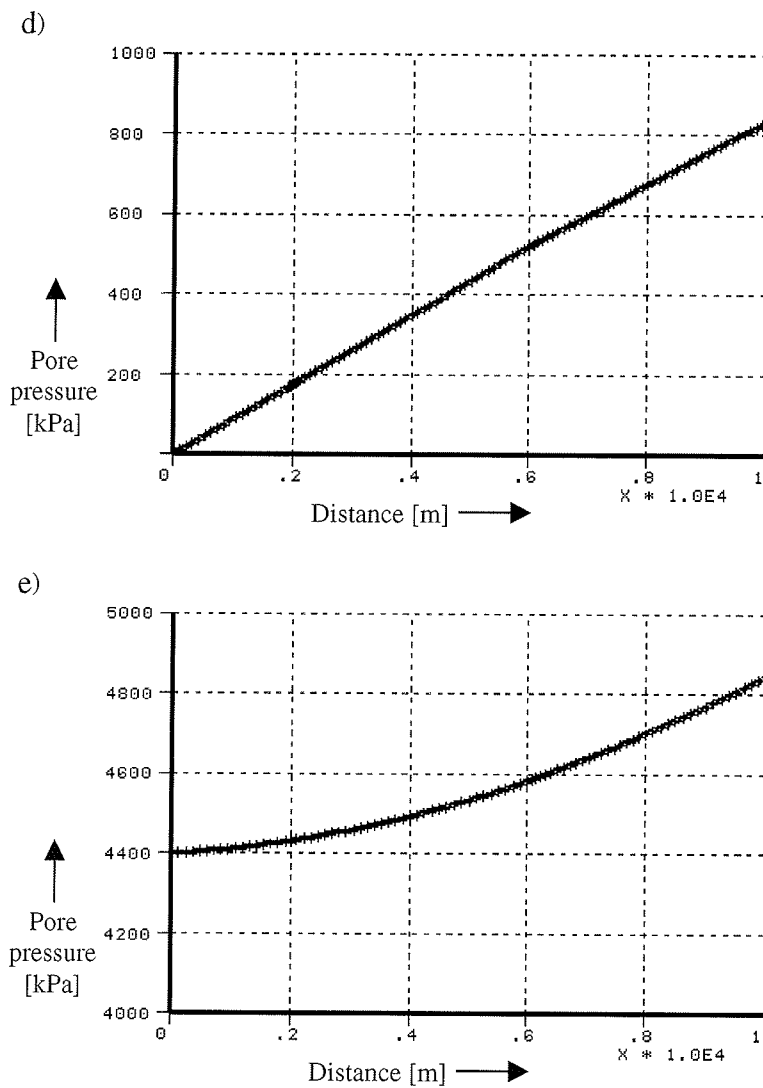 d)
1000
800
600
400
200
Pore
pressure
[kPa]
0 .2 .4 .6 .8 1
X * 1.0E4
Distance [m]
e)
5000
4800
4600
4400
4200
4000
Pore
pressure
[kPa]
0 .2 .4 .6 .8 1
X * 1.0E4
Distance [m]